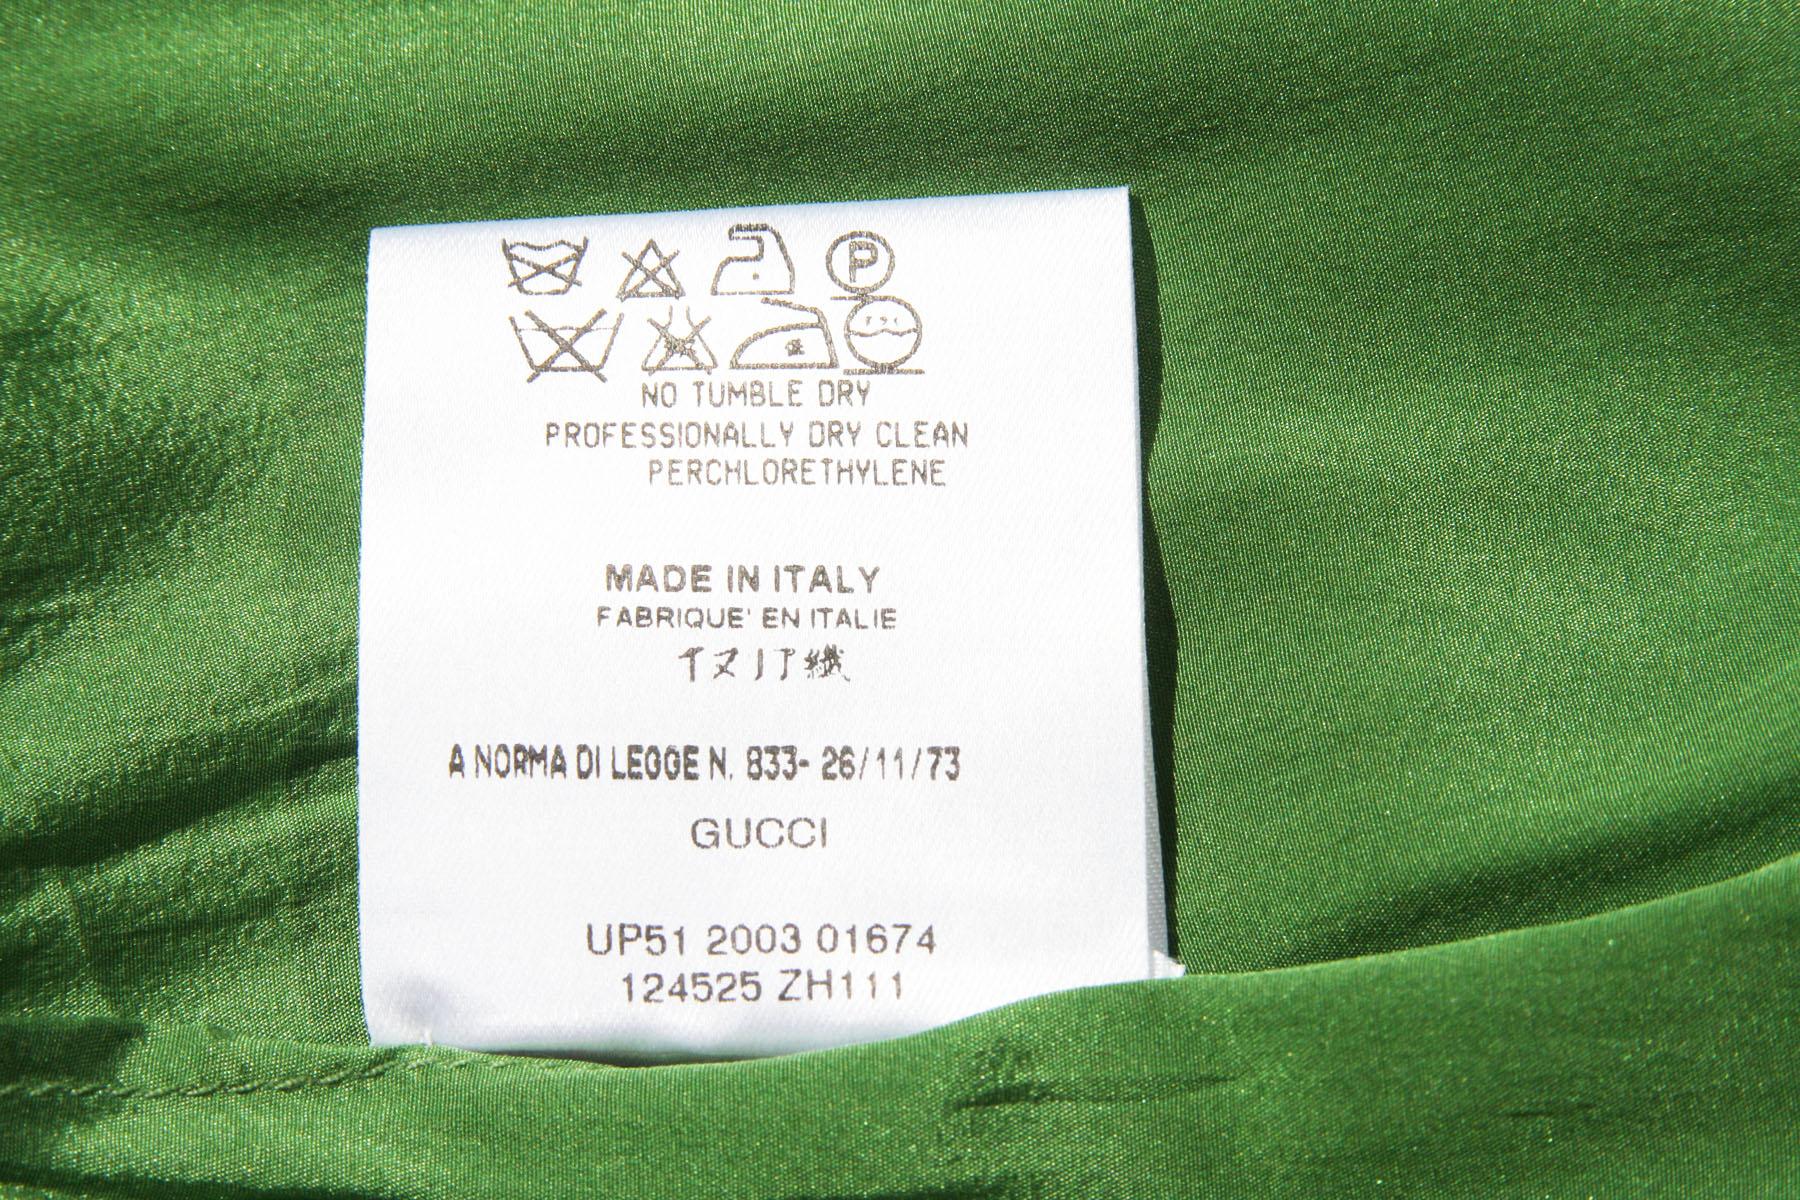 P
NO TUMBLE DRY
PROFESSIONALLY DRY CLEAN
PERCHLORETHYLENE
MADE IN ITALY
FABRIQUE' EN ITALIE
A NORMA DI LEGGE N. 833- 26/11/73
GUCCI
UP51 2003 01674
124525 ZH111